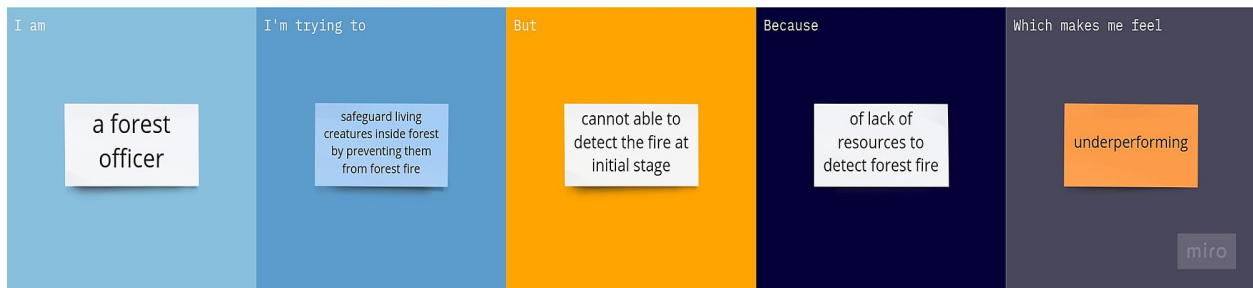 I am
a forest
officer
I'm trying to
safeguard living
creatures inside forest
by preventing them
from forest fire
But
cannot able to
detect the fire at
initial stage
Because
of lack of
resources to
detect forest fire
Which makes me feel
underperforming
miro